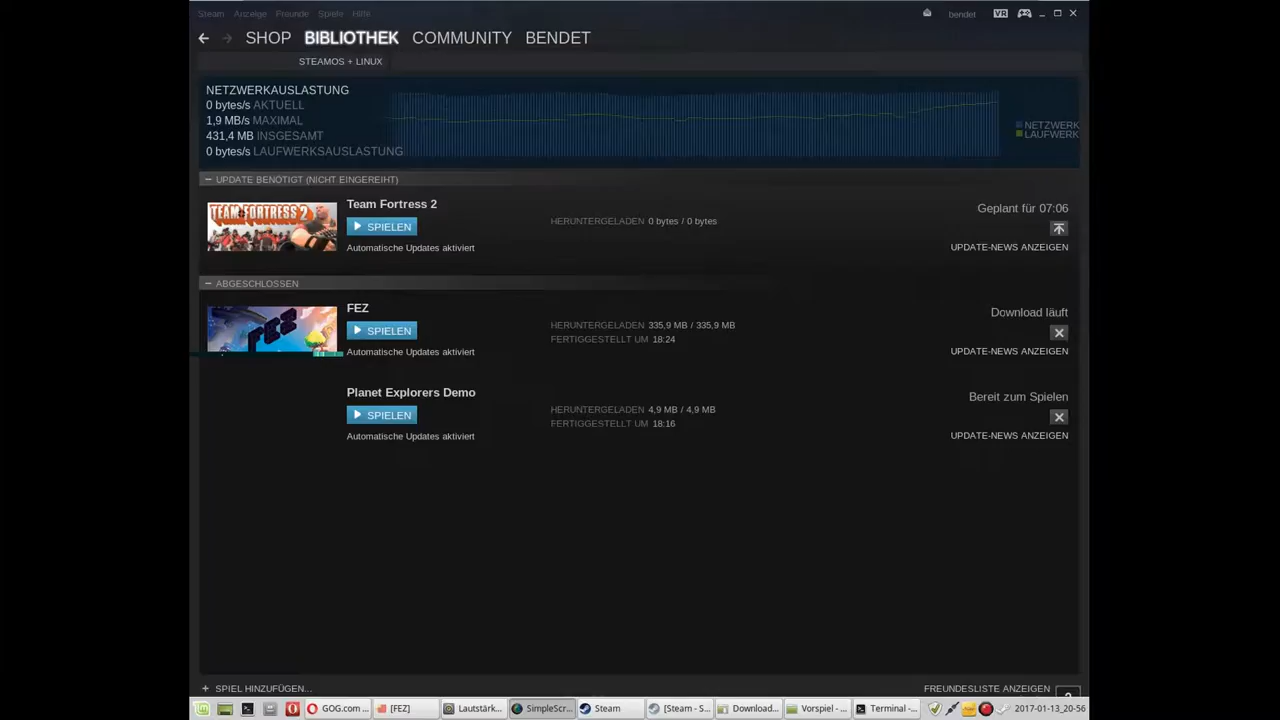 Steam Anzeige Freunde Spiele Hilfe
bendet VR
SHOP BIBLIOTHEK COMMUNITY BENDET
STEAMOS + LINUX
NETZWERKAUSLASTUNG
0 bytes/s AKTUELL
1,9 MB/s MAXIMAL
431,4 MB INSGESAMT
0 bytes/s LAUFWERKSAUSLASTUNG
NETZWERK
LAUFWERK
UPDATE BENÖTIGT (NICHT EINGEREIHT)
TEAM FORTRESS 2
Team Fortress 2
SPIELEN
Automatische Updates aktiviert
HERUNTERGELADEN 0 bytes / 0 bytes
Geplant für 07:06
UPDATE-NEWS ANZEIGEN
ABGESCHLOSSEN
FEZ
FEZ
SPIELEN
Automatische Updates aktiviert
HERUNTERGELADEN 335,9 MB / 335,9 MB
FERTIGGESTELLT UM 18:24
Download läuft
UPDATE-NEWS ANZEIGEN
Planet Explorers Demo
SPIELEN
Automatische Updates aktiviert
HERUNTERGELADEN 4,9 MB / 4,9 MB
FERTIGGESTELLT UM 18:16
Bereit zum Spielen
UPDATE-NEWS ANZEIGEN
+ SPIEL HINZUFÜGEN...
FREUNDESLISTE ANZEIGEN
GOG.com ... [FEZ] Lautstärk... SimpleScr... Steam [Steam - S... Download... Vorspiel - ... Terminal -... 2017-01-13_20-56